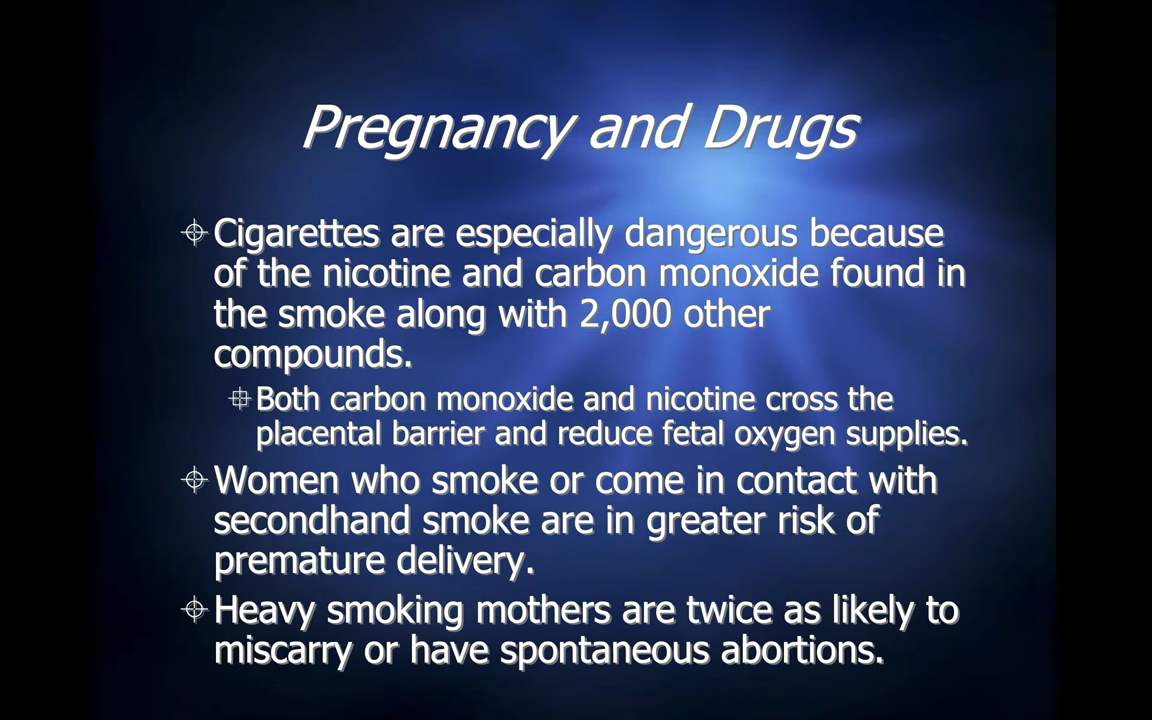 Pregnancy and Drugs
Cigarettes are especially dangerous because
of the nicotine and carbon monoxide found in
the smoke along with 2,000 other
compounds.
Both carbon monoxide and nicotine cross the
placental barrier and reduce fetal oxygen supplies.
Women who smoke or come in contact with
secondhand smoke are in greater risk of
premature delivery.
Heavy smoking mothers are twice as likely to
miscarry or have spontaneous abortions.